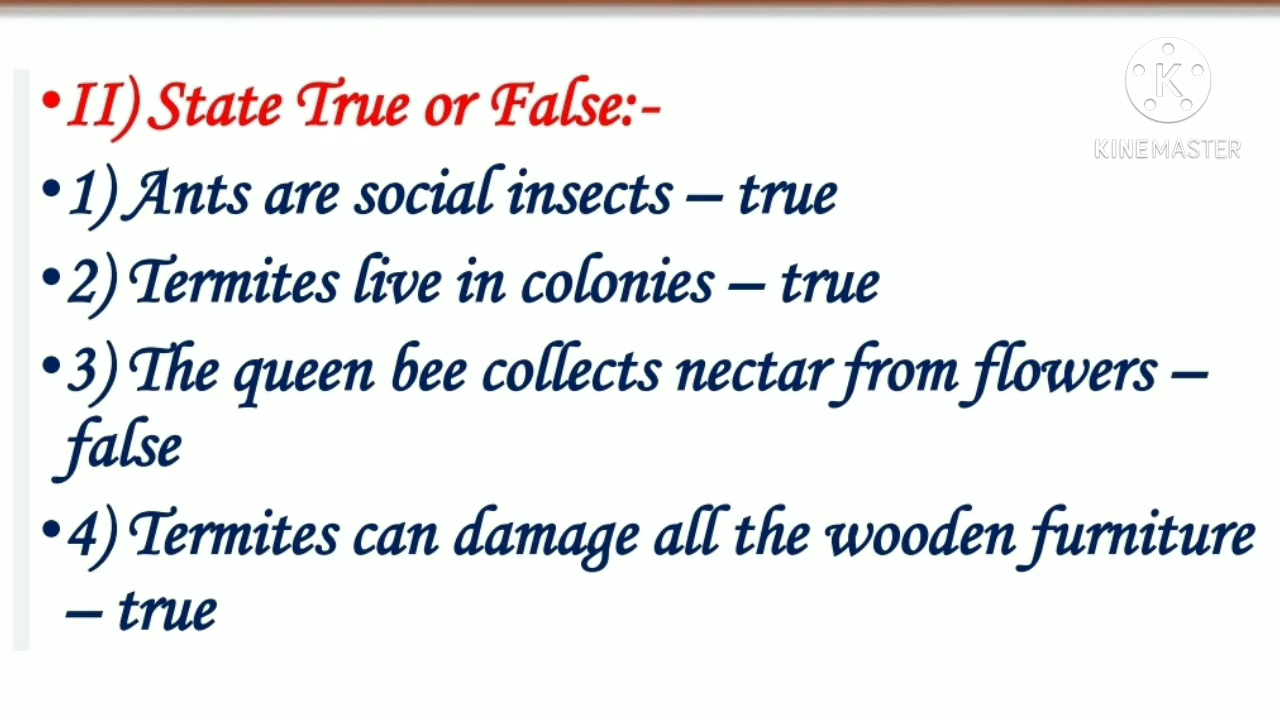 • II) State True or False:-
KINEMASTER
• 1) Ants are social insects – true
• 2) Termites live in colonies – true
• 3) The queen bee collects nectar from flowers –
false
• 4) Termites can damage all the wooden furniture
– true